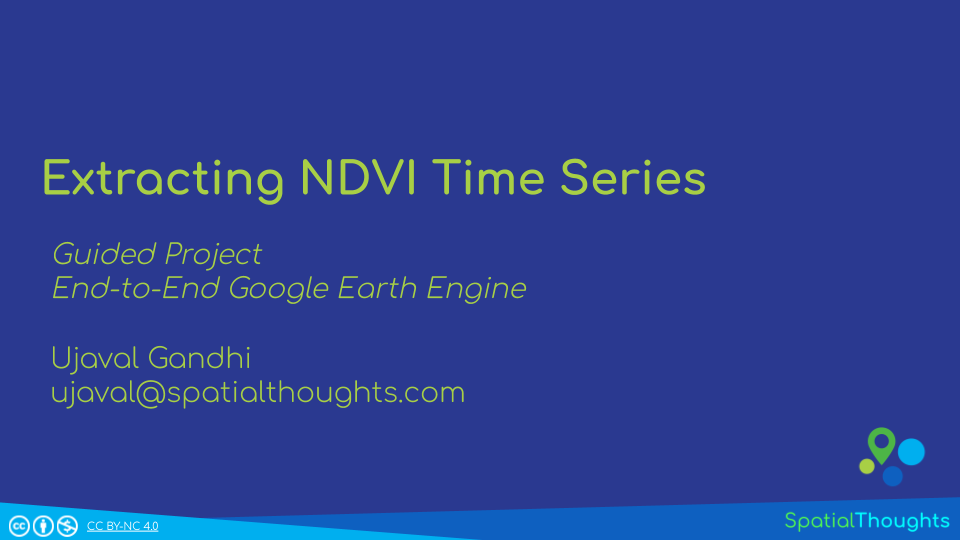 Extracting NDVI Time Series
Guided Project
End-to-End Google Earth Engine
Ujaval Gandhi
ujaval@spatialthoughts.com
cc
CC BY-NC 4.0
SpatialThoughts